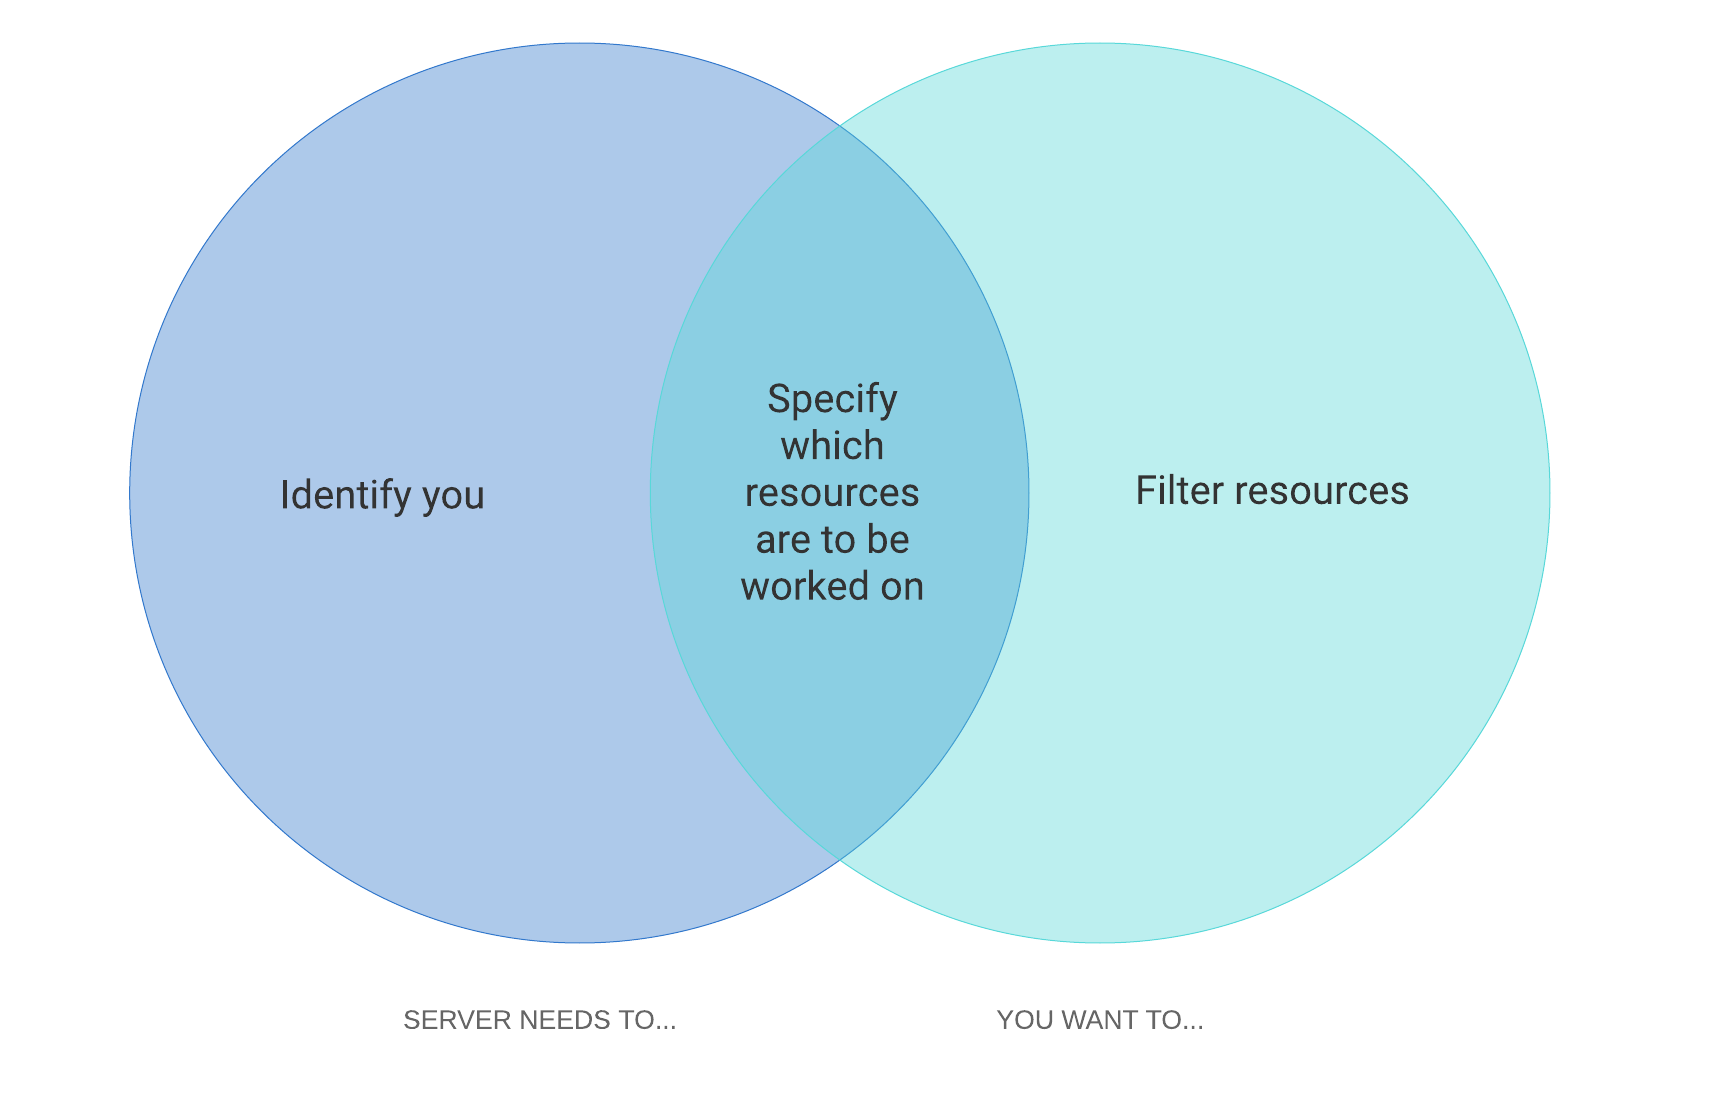 Identify you
Specify
which
resources
are to be
worked on
Filter resources
SERVER NEEDS TO...
YOU WANT TO...